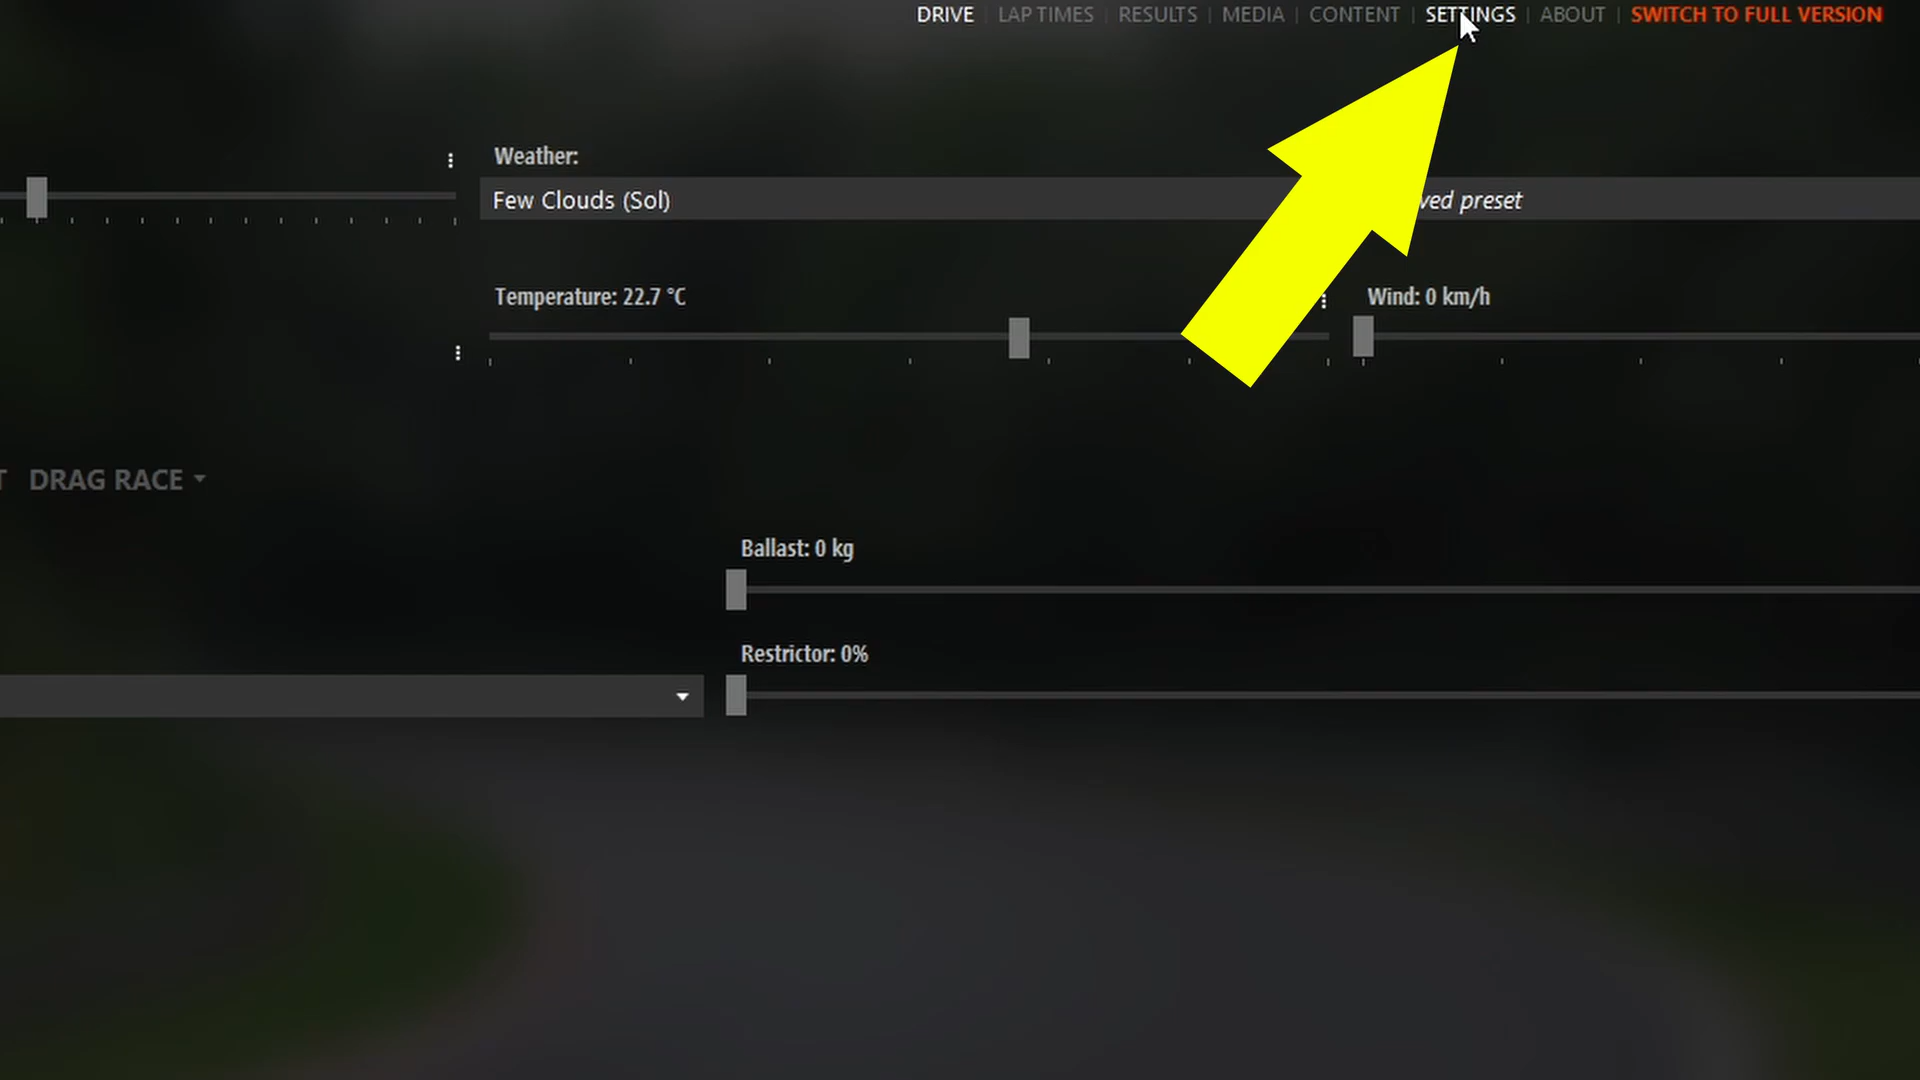 DRIVE | LAP TIMES | RESULTS | MEDIA | CONTENT | SETTINGS | ABOUT | SWITCH TO FULL VERSION
Weather:
Few Clouds (Sol)
preset
Temperature: 22.7 °C
Wind: 0 km/h
DRAG RACE
Ballast: 0 kg
Restrictor: 0%